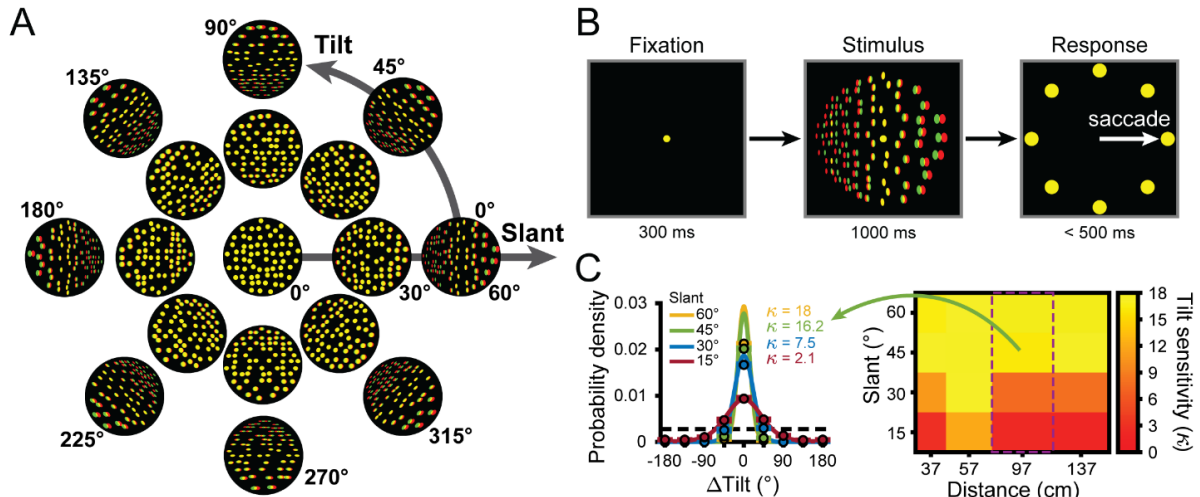 A
90°
Tilt
135°
45°
180°
0°
Slant
0°
30°
60°
225°
315°
270°
B
Fixation
Stimulus
Response
saccade
300 ms
1000 ms
< 500 ms
C
Probability density
0.03
0.02
0.01
0
Slant
60°
45°
30°
15°
κ = 18
κ = 16.2
κ = 7.5
κ = 2.1
-180
-90
0
90
180
ΔTilt (°)
Slant (°)
60
45
30
15
37
57
97
137
Distance (cm)
18
15
12
9
6
3
0
Tilt sensitivity (κ)